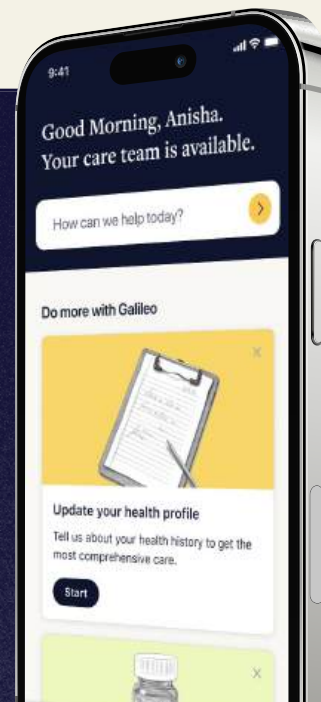 9:41
Good Morning, Anisha.
Your care team is available.
How can we help today?
Do more with Galileo
Update your health profile
Tell us about your health history to get the
most comprehensive care.
Start